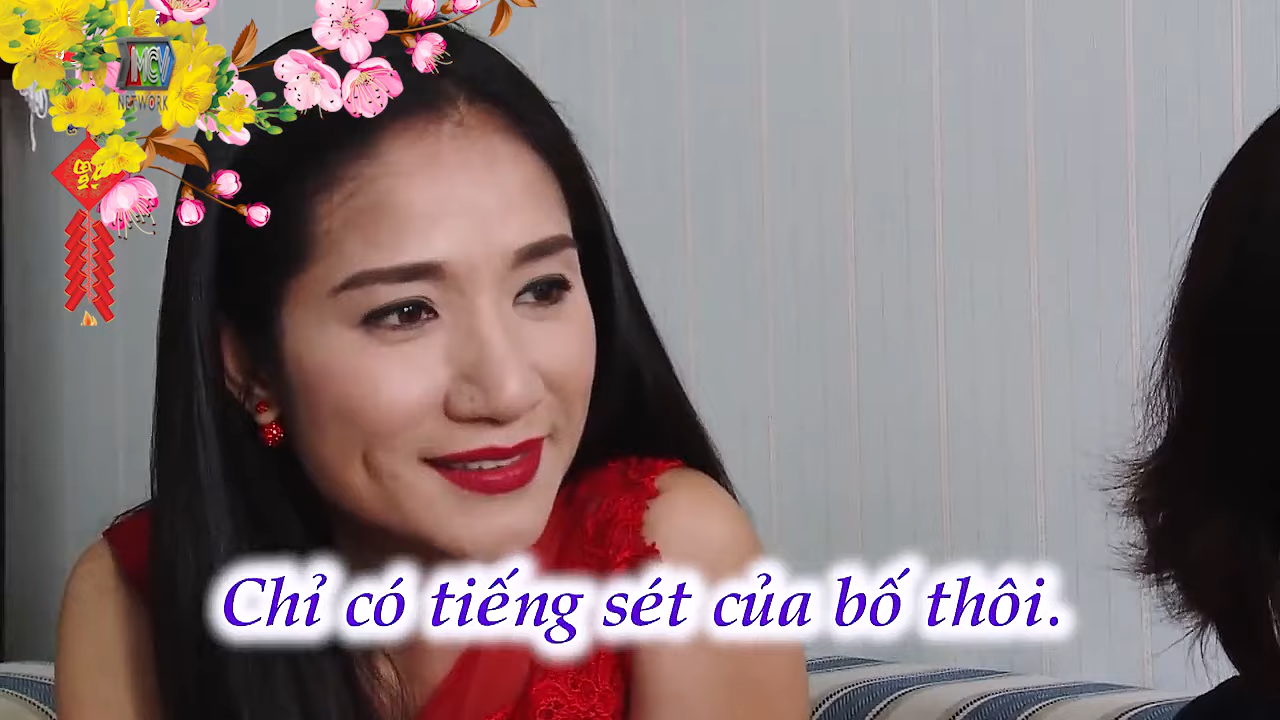 MCV
NETWORK
Chỉ có tiếng sét của bố thôi.